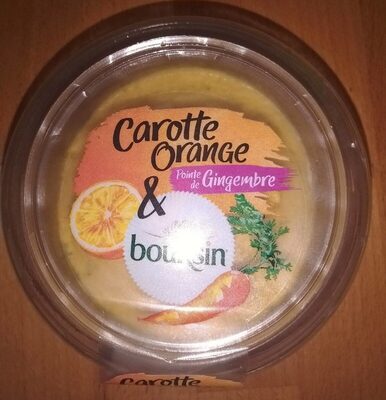 Carotte
Orange
Pointe
de Gingembre
&
boursin
Carotte